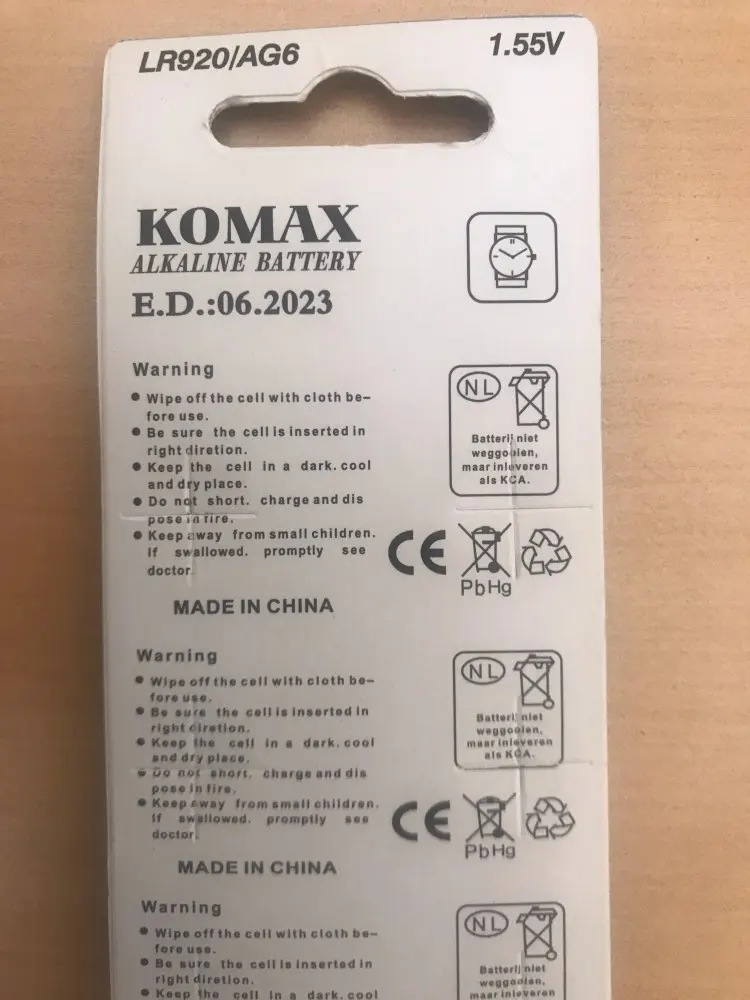 LR920/AG6 1.55V
KOMAX
ALKALINE BATTERY
E.D.:06.2023
Warning
Wipe off the cell with cloth be-
fore use.
Be sure the cell is inserted in
right diretion.
Keep the cell in a dark. cool
and dry place.
Do not short. charge and dis
pose in fire.
Keep away from small children.
If swallowed. promptly see
doctor.
NL
Batterij niet
weggooien,
maar inleveren
als KCA.
CE
PbHg
MADE IN CHINA
Warning
Wipe off the cell with cloth be-
fore use.
Be sure the cell is inserted in
right diretion.
Keep the cell in a dark. cool
and dry place.
Do not short. charge and dis
pose in fire.
Keep away from small children.
If swallowed. promptly see
doctor.
NL
Batterij niet
weggooien,
maar inleveren
als KCA.
CE
PbHg
MADE IN CHINA
Warning
Wipe off the cell with cloth be-
fore use.
Be sure the cell is inserted in
right diretion.
Keep the cell in a dark. cool
NL
Batterij niet
weggooien,
maar inleveren